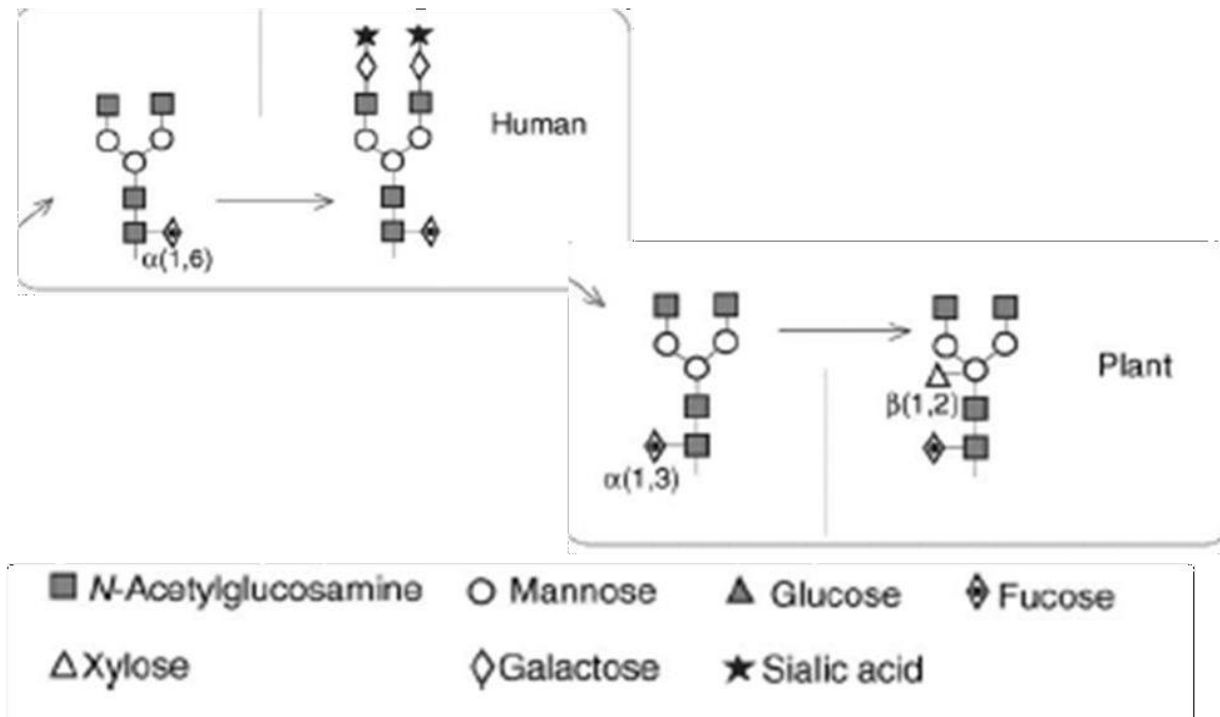 Human
α(1,6)
Plant
β(1,2)
α(1,3)
N-Acetylglucosamine Mannose Glucose Fucose
Xylose Galactose Sialic acid